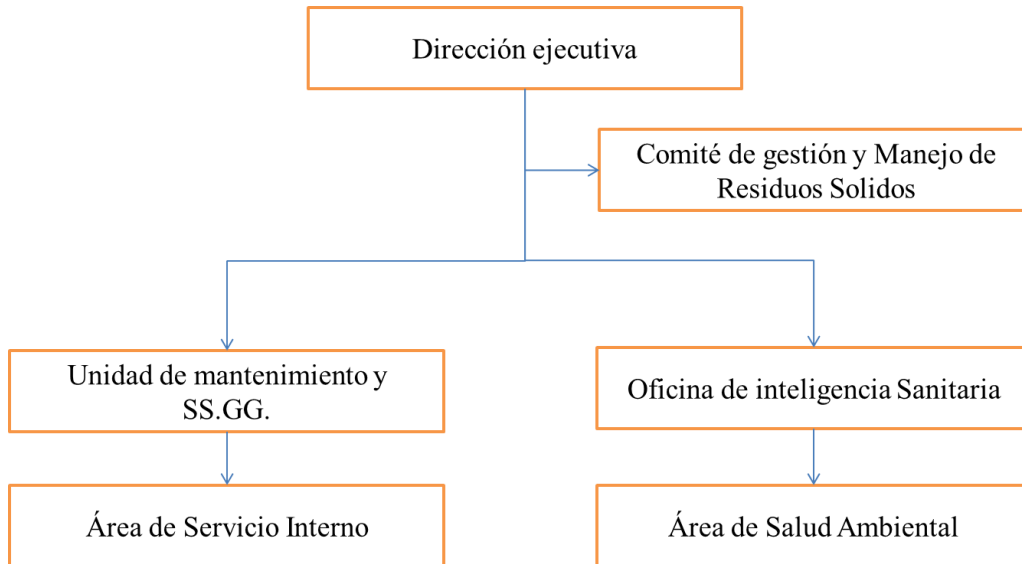 Dirección ejecutiva
Comité de gestión y Manejo de
Residuos Solidos
Unidad de mantenimiento y
SS.GG.
Oficina de inteligencia Sanitaria
Área de Servicio Interno
Área de Salud Ambiental